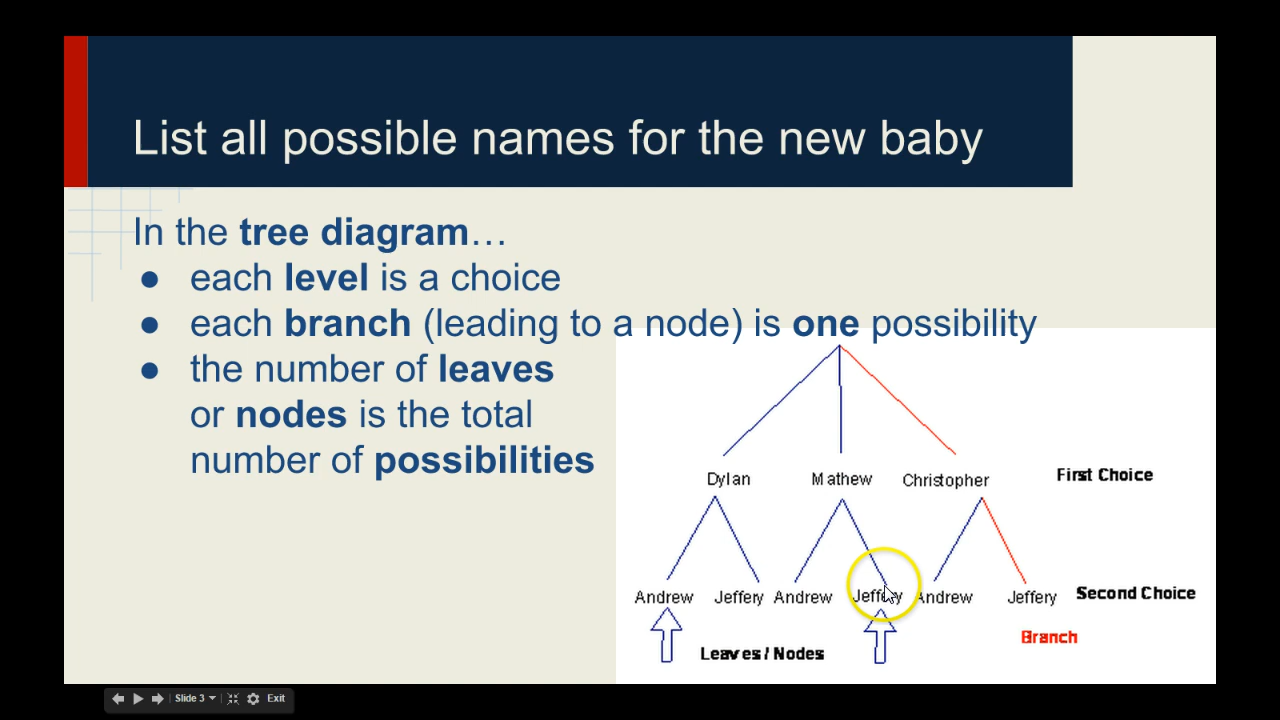 List all possible names for the new baby
In the tree diagram…
● each level is a choice
● each branch (leading to a node) is one possibility
● the number of leaves
or nodes is the total
number of possibilities
Dylan Mathew Christopher First Choice
Andrew Jeffery Andrew Jeffery Andrew Jeffery Second Choice
Branch
Leaves / Nodes
Slide 3 Exit